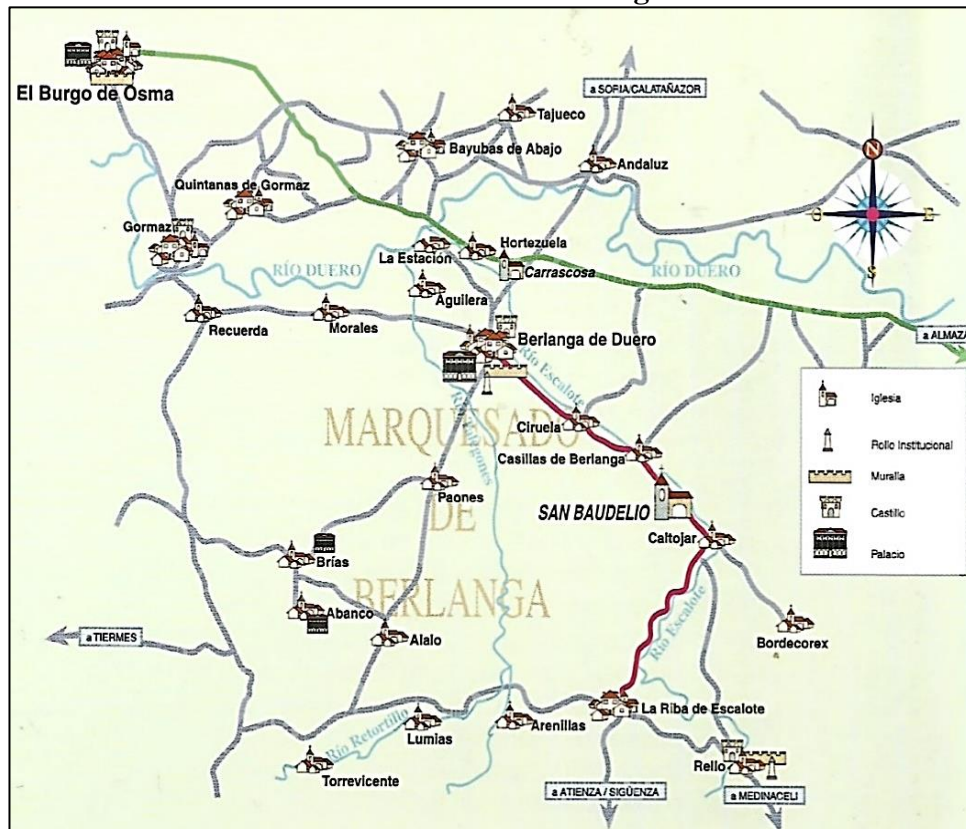 El Burgo de Osma
a SORIA/CALATAÑAZOR
Tajueco
Bayubas de Abajo
Andaluz
N
Quintanas de Gormaz
Gormaz
O
E
S
Hortezuela
La Estación
Carrascosa
RÍO DUERO
RÍO DUERO
Aguilera
Recuerda
Morales
Berlanga de Duero
a ALMAZ
Río Escalote
Iglesia
MARQUESADO
Ciruela
Rollo Institucional
Casillas de Berlanga
Muralla
Paones
SAN BAUDELIO
Castillo
DE
Caltojar
Palacio
Brías
BERLANGA
Abanco
Río Escalote
Alalo
Bordecorex
a TIERMES
La Riba de Escalote
Lumias
Arenillas
Río Retortillo
Rello
Torrevicente
a ATIENZA / SIGÜENZA
a MEDINACELI